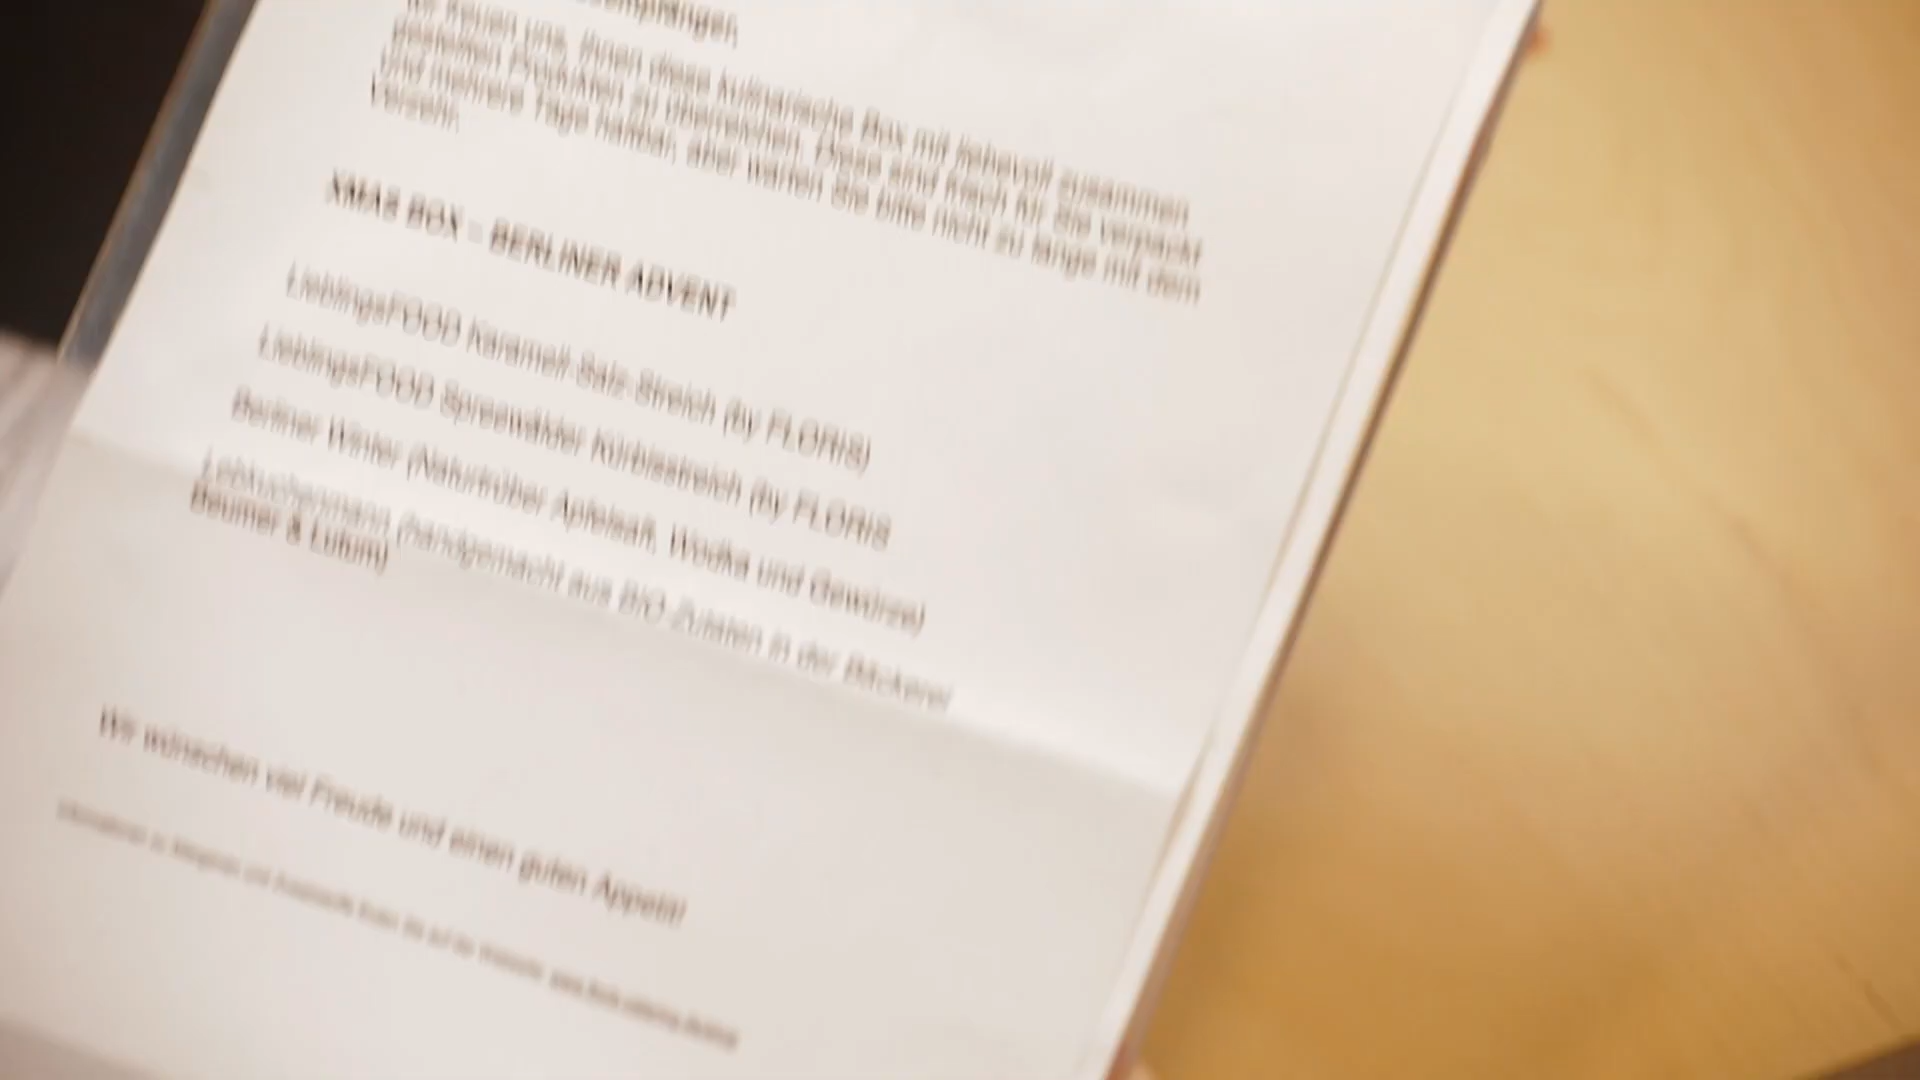 Wir freuen uns, Ihnen diese kulinarische Box mit liebevoll zusammen
Produkten zu überreichen. Diese sind nach für Sie verpackt
und mehrere Tage haltbar, aber warten Sie bitte nicht zu lange mit dem
XMAS BOX - BERLINER ADVENT
LieblingsFOOD Karamell-Salz-Streich (by FLORIS)
LieblingsFOOD Spreewälder Kürbisstreich (by FLORIS
Berliner Winter (Naturtrüber Apfelsaft, Wodka und Gewürze)
Lebkuchenmann (handgemacht aus BIO Zutaten in der Bäckerei
Beumer & Lutum)
Wir wünschen viel Freude und einen guten Appetit!